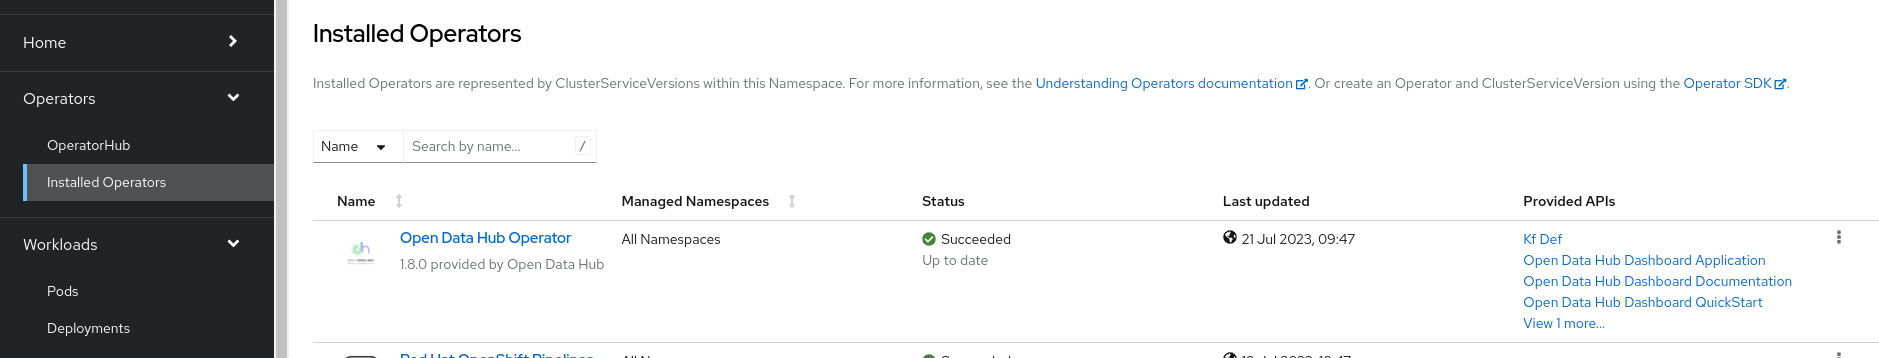 Home
Operators
OperatorHub
Installed Operators
Workloads
Pods
Deployments
Installed Operators
Installed Operators are represented by ClusterServiceVersions within this Namespace. For more information, see the Understanding Operators documentation. Or create an Operator and ClusterServiceVersion using the Operator SDK.
Name Search by name... /
Name Managed Namespaces Status Last updated Provided APIs
Open Data Hub Operator All Namespaces Succeeded 21 Jul 2023, 09:47 Kf Def
1.8.0 provided by Open Data Hub Up to date Open Data Hub Dashboard Application
Open Data Hub Dashboard Documentation
Open Data Hub Dashboard QuickStart
View 1 more...
Red Hat OpenShift Pipelines